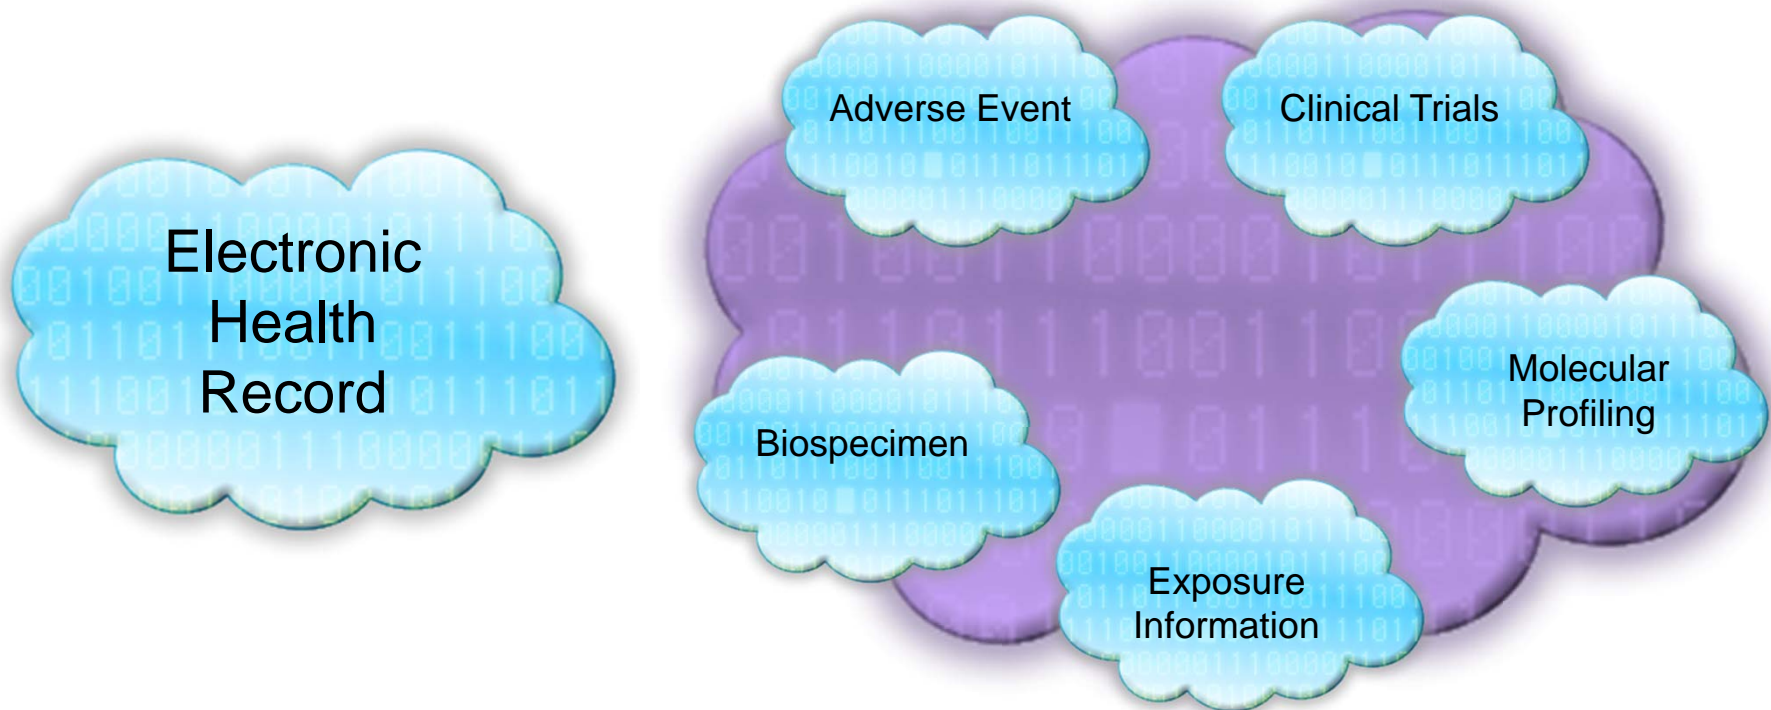 Electronic
Health
Record
Adverse Event
Clinical Trials
Molecular
Profiling
Biospecimen
Exposure
Information